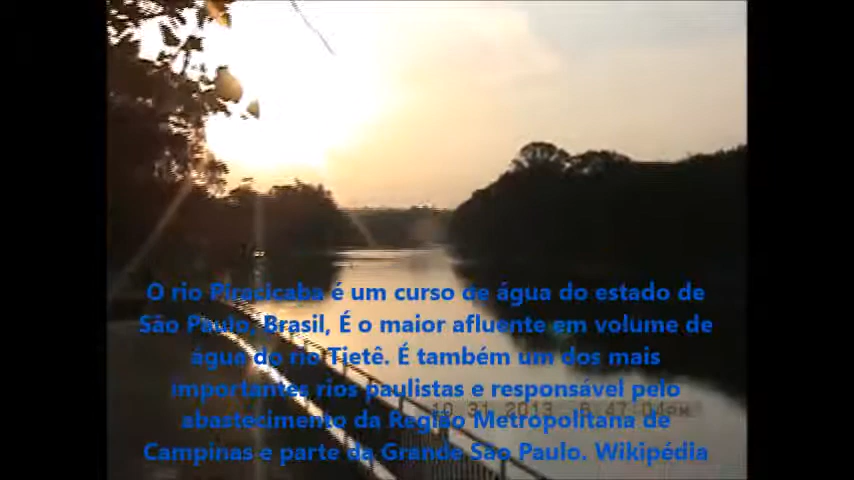 O rio Piracicaba é um curso de água do estado de
São Paulo, Brasil, É o maior afluente em volume de
água do rio Tietê. É também um dos mais
importantes rios paulistas e responsável pelo
abastecimento da Região Metropolitana de
Campinas e parte da Grande São Paulo. Wikipédia